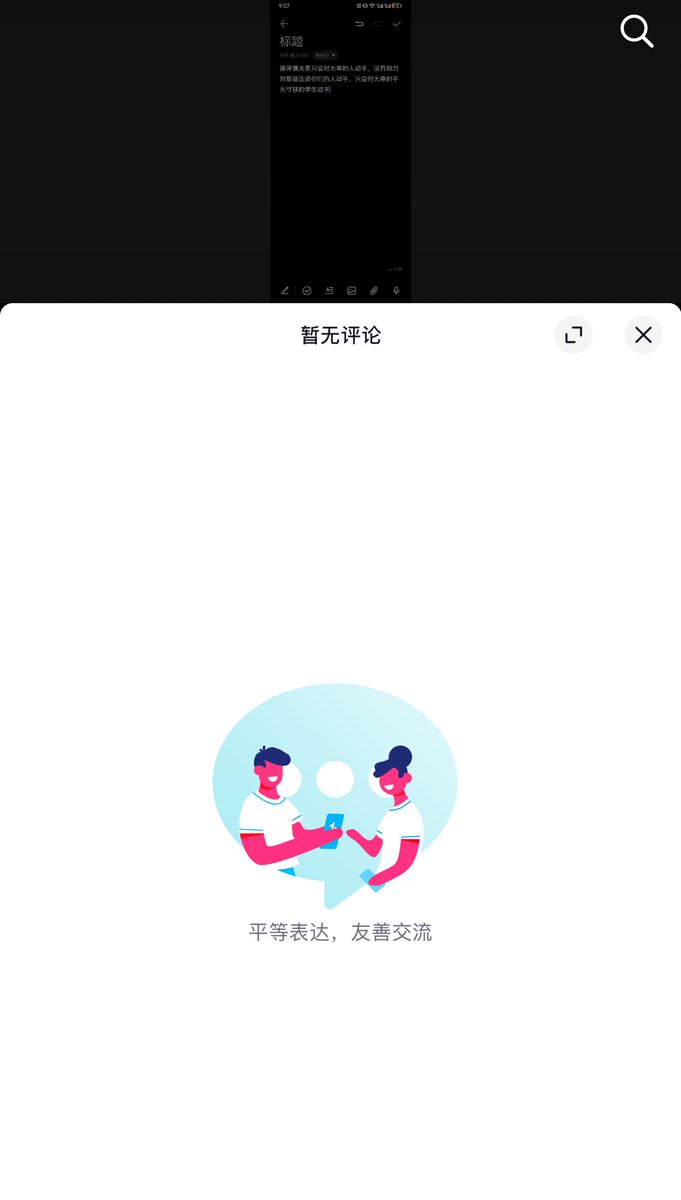 9:07
标题
原来懦夫是只会对无辜的人动手，没有权力
对那些压迫你们的人动手，只会对无辜的手
无寸铁的学生动手
暂无评论
平等表达，友善交流